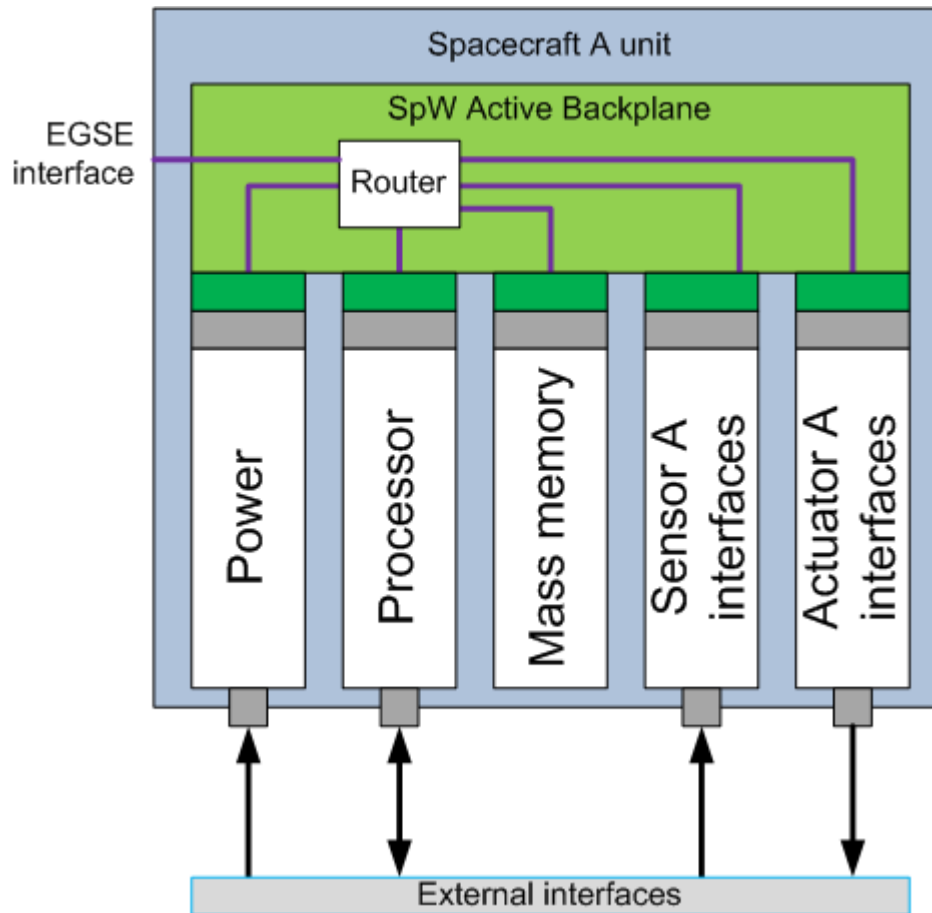 Spacecraft A unit
SpW Active Backplane
EGSE
interface
Router
Power
Processor
Mass memory
Sensor A
interfaces
Actuator A
interfaces
External interfaces